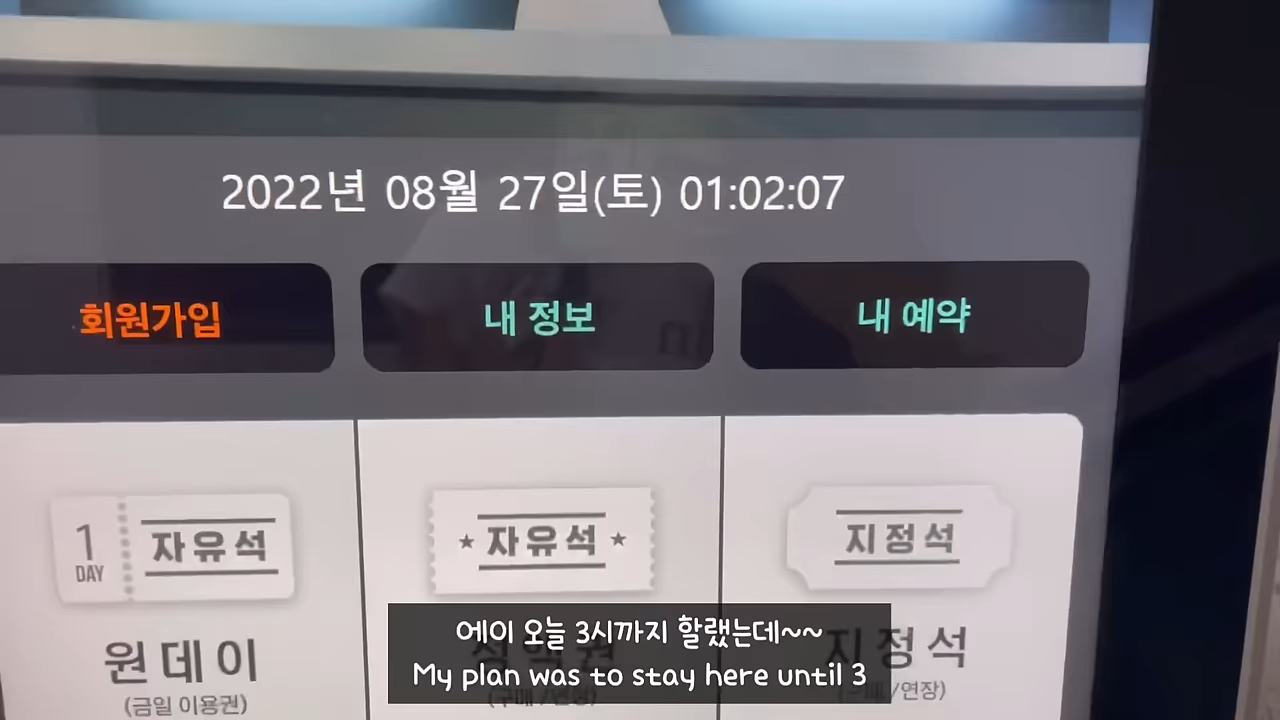 2022년 08월 27일(토) 01:02:07
회원가입
내 정보
내 예약
1
DAY
자유석
★ 자유석 ★
지정석
원데이
지정석
(금일 이용권)
에이 오늘 3시까지 할랬는데~~
My plan was to stay here until 3